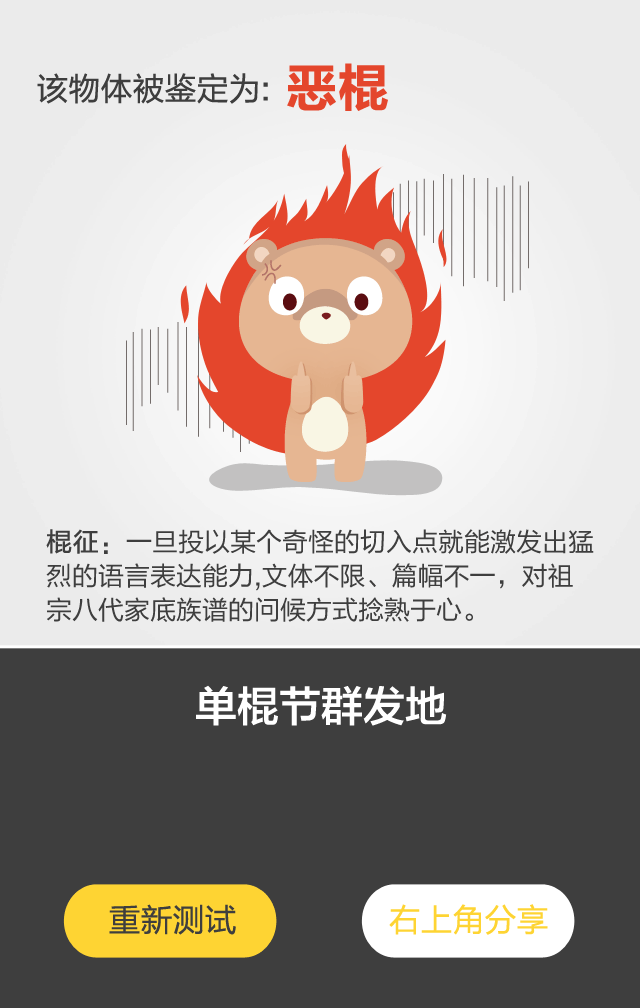 该物体被鉴定为: 恶棍
棍征：一旦投以某个奇怪的切入点就能激发出猛
烈的语言表达能力,文体不限、篇幅不一，对祖
宗八代家底族谱的问候方式捻熟于心。
单棍节群发地
重新测试
右上角分享